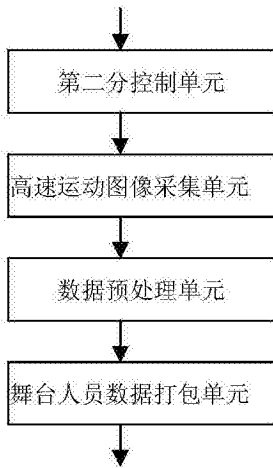 第二分控制单元
高速运动图像采集单元
数据预处理单元
舞台人员数据打包单元